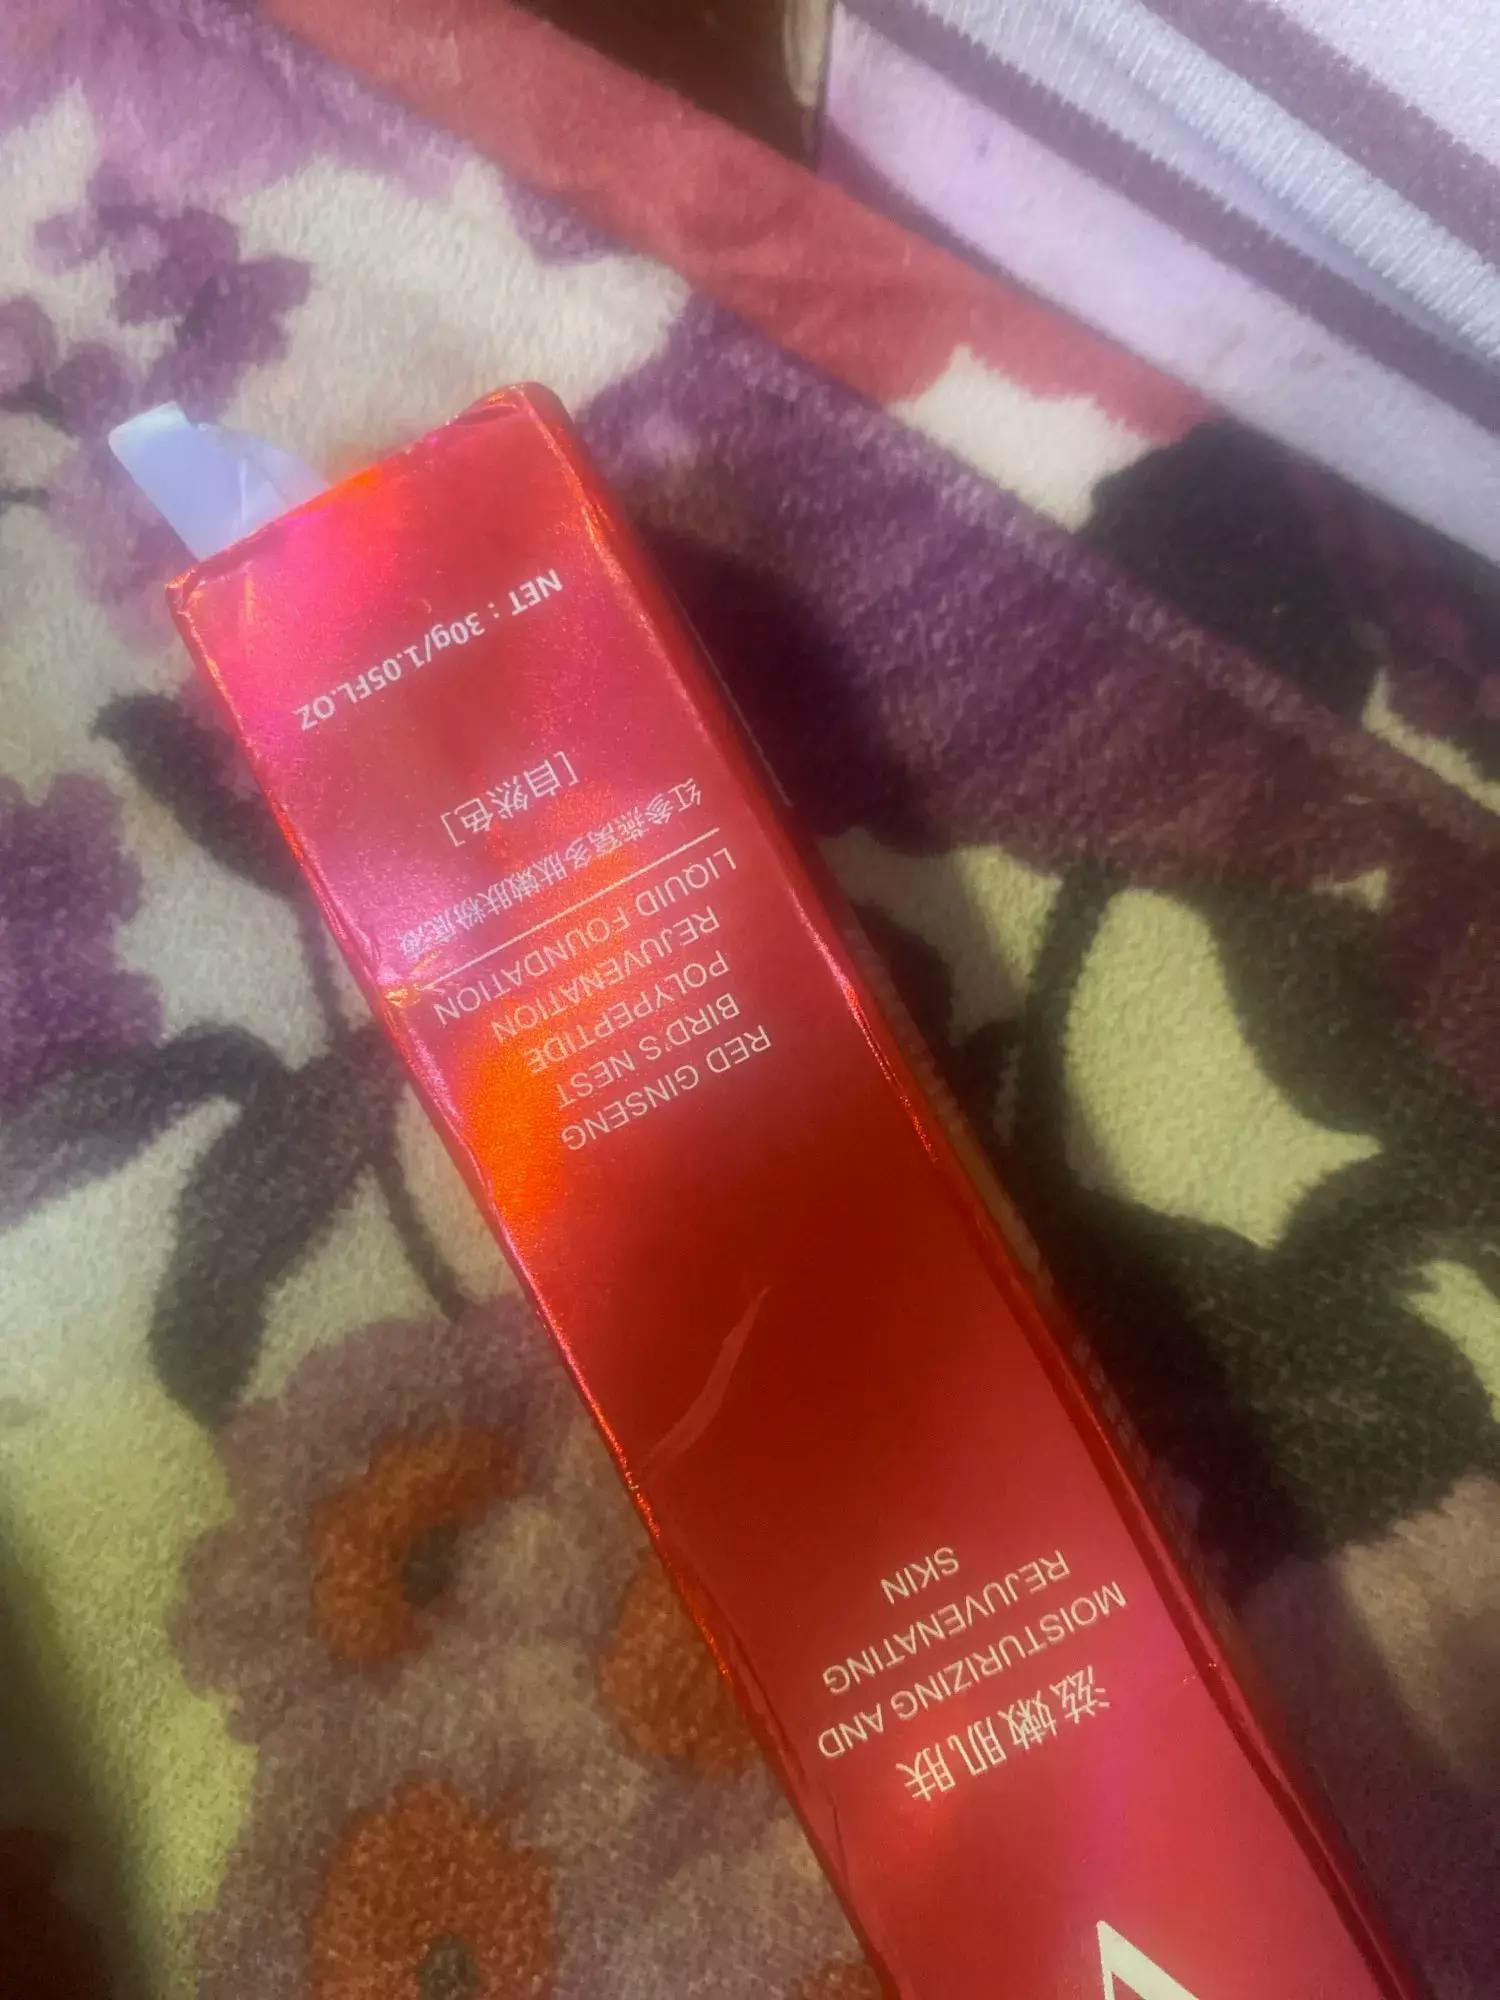 滋嫩肌肤
MOISTURIZING AND
REJUVENATING
SKIN
RED GINSENG
BIRD'S NEST
POLYPEPTIDE
REJUVENATION
LIQUID FOUNDATION
红参燕窝多肽嫩肤粉底液
[自然色]
NET：30g/1.05FL.OZ